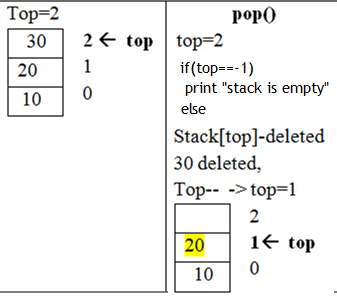 Top=2
30 2 ← top
20 1
10 0
pop()
top=2
if(top==-1)
print "stack is empty"
else
Stack[top]-deleted
30 deleted,
Top-- ->top=1
2
20 1← top
10 0